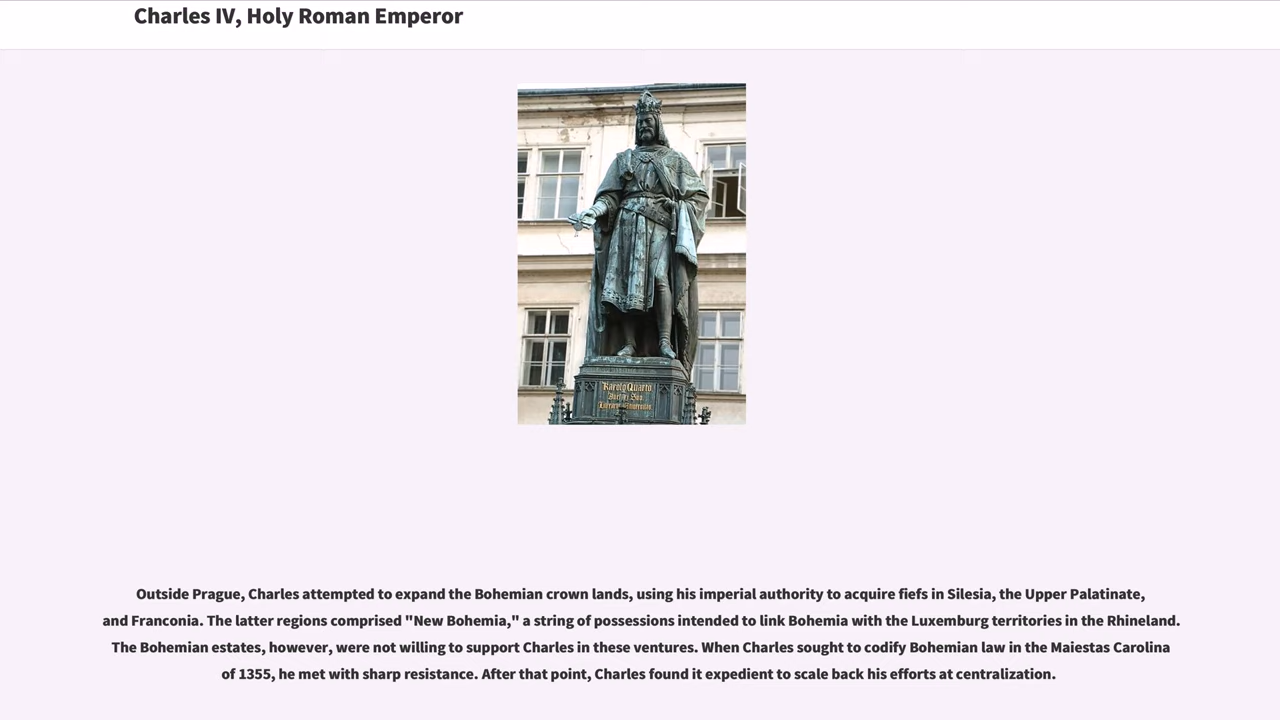 Charles IV, Holy Roman Emperor
Karolo Quarto
Outside Prague, Charles attempted to expand the Bohemian crown lands, using his imperial authority to acquire fiefs in Silesia, the Upper Palatinate,
and Franconia. The latter regions comprised "New Bohemia," a string of possessions intended to link Bohemia with the Luxemburg territories in the Rhineland.
The Bohemian estates, however, were not willing to support Charles in these ventures. When Charles sought to codify Bohemian law in the Maiestas Carolina
of 1355, he met with sharp resistance. After that point, Charles found it expedient to scale back his efforts at centralization.